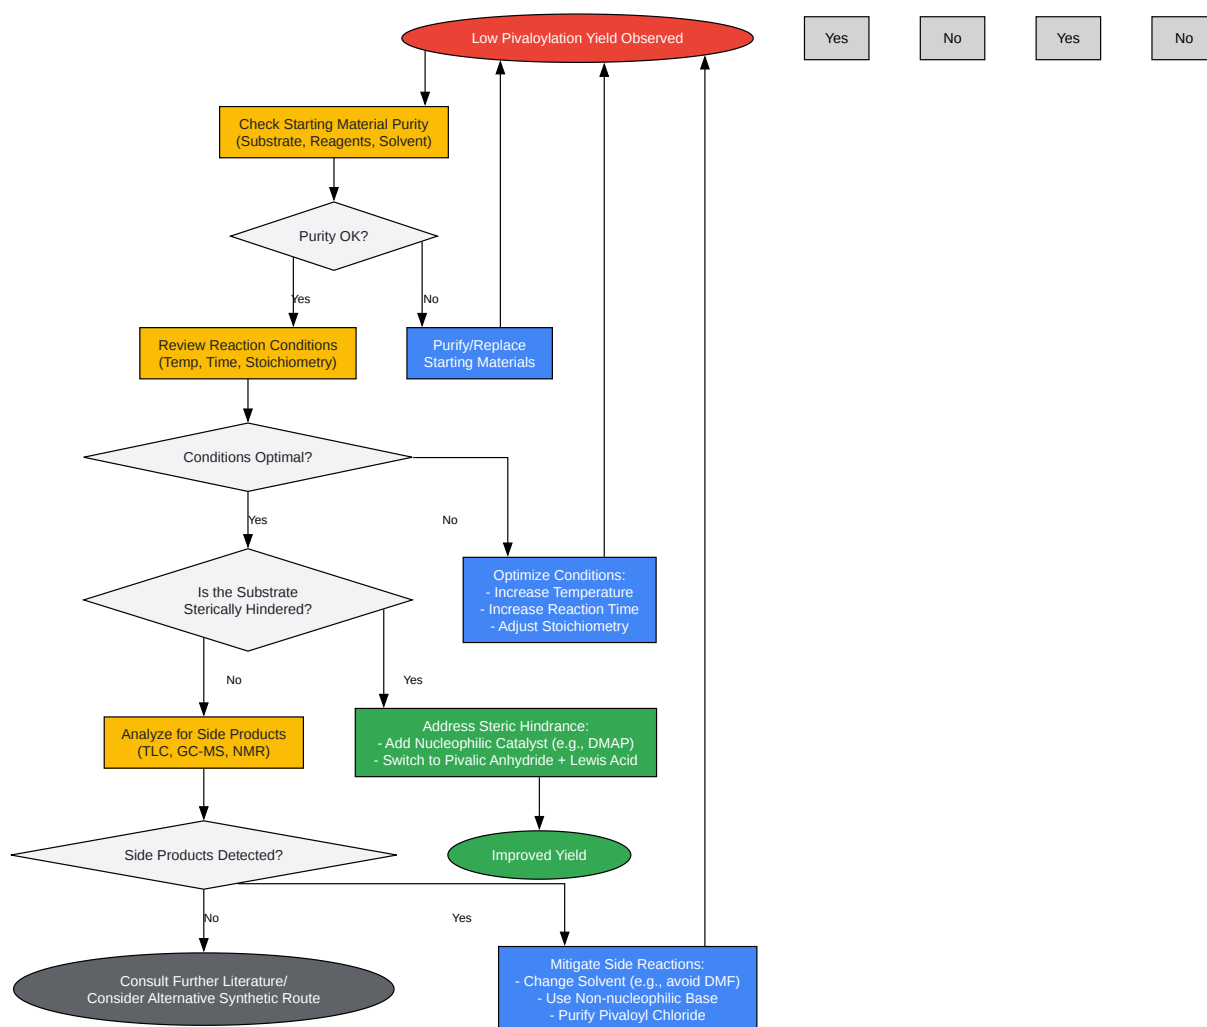 Low Pivaloylation Yield Observed
Yes
No
Yes
No
Check Starting Material Purity
(Substrate, Reagents, Solvent)
Purity OK?
Yes
No
Review Reaction Conditions
(Temp, Time, Stoichiometry)
Purify/Replace
Starting Materials
Conditions Optimal?
Yes
No
Is the Substrate
Sterically Hindered?
Optimize Conditions:
- Increase Temperature
- Increase Reaction Time
- Adjust Stoichiometry
No
Yes
Analyze for Side Products
(TLC, GC-MS, NMR)
Address Steric Hindrance:
- Add Nucleophilic Catalyst (e.g., DMAP)
- Switch to Pivalic Anhydride + Lewis Acid
Side Products Detected?
Improved Yield
No
Yes
Consult Further Literature/
Consider Alternative Synthetic Route
Mitigate Side Reactions:
- Change Solvent (e.g., avoid DMF)
- Use Non-nucleophilic Base
- Purify Pivaloyl Chloride